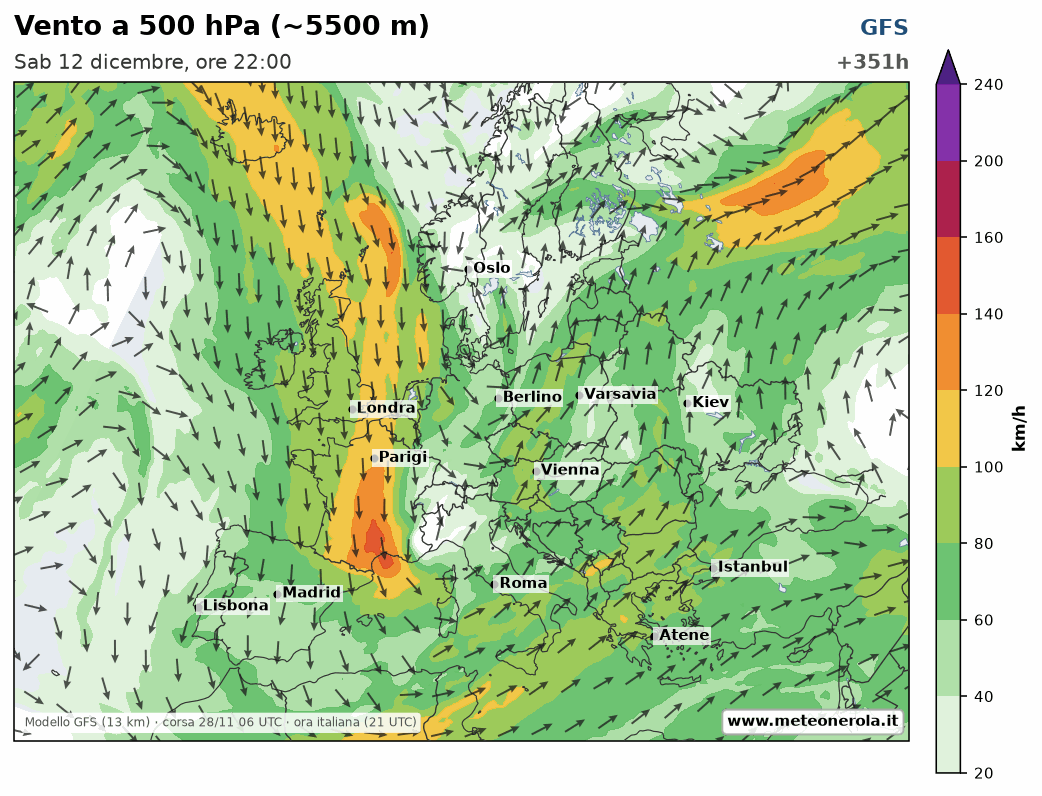 Vento a 500 hPa (~5500 m)
GFS
Sab 12 dicembre, ore 22:00
+351h
240
200
160
140
120
100
80
60
40
20
km/h
Oslo
Berlino
Varsavia
Kiev
Londra
Parigi
Vienna
Istanbul
Roma
Madrid
Lisbona
Atene
Modello GFS (13 km) · corsa 28/11 06 UTC · ora italiana (21 UTC)
www.meteonerola.it